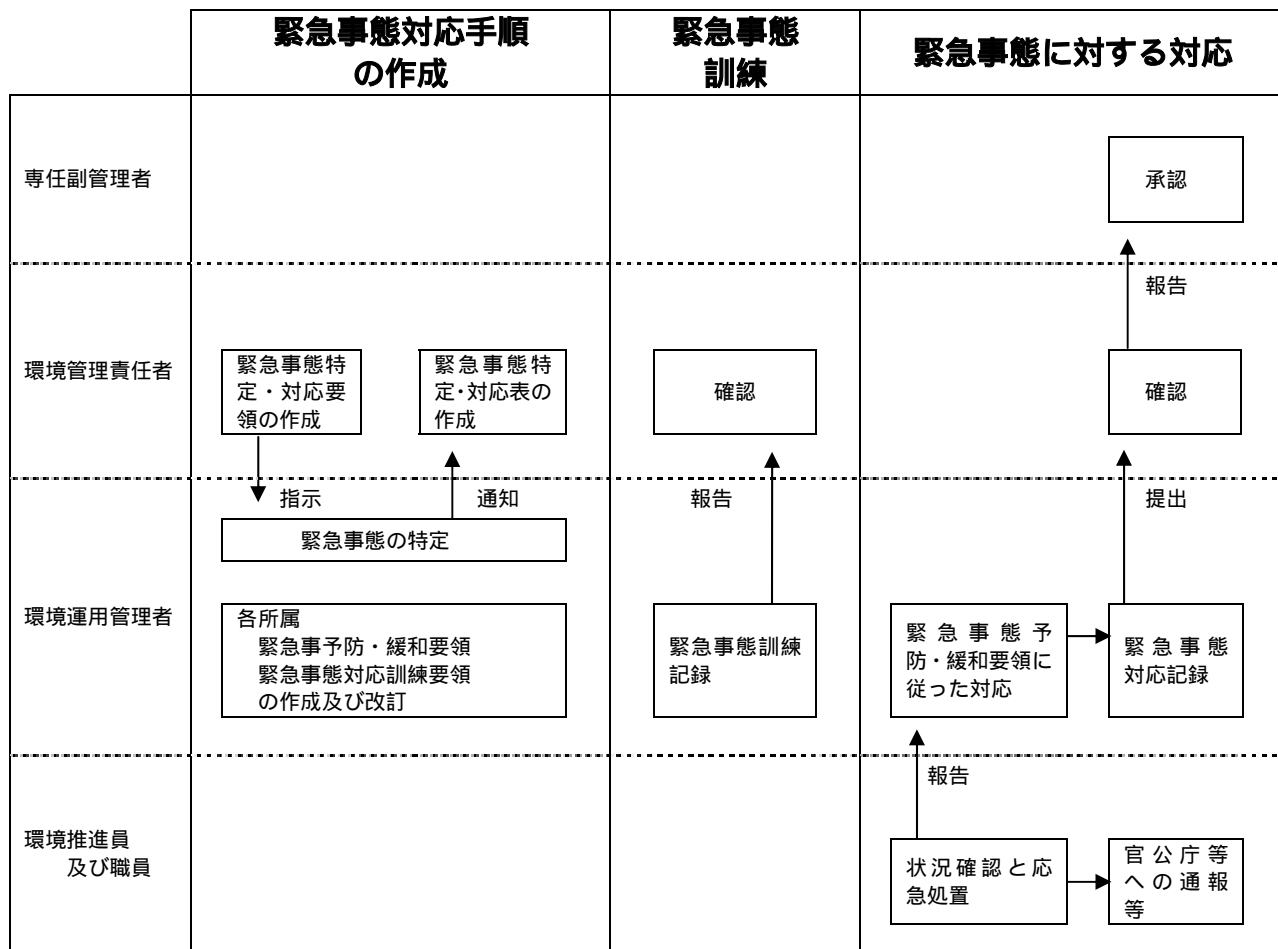 緊急事態対応手順
の作成
緊急事態
訓練
緊急事態に対する対応
専任副管理者
承認
報告
環境管理責任者
緊急事態特
定・対応要
領の作成
緊急事態特
定・対応表の
作成
確認
確認
指示
通知
報告
提出
緊急事態の特定
環境運用管理者
各所属
緊急事予防・緩和要領
緊急事態対応訓練要領
の作成及び改訂
緊急事態訓練
記録
緊急事態予
防・緩和要領に
従った対応
緊急事態
対応記録
報告
環境推進員
及び職員
状況確認と応
急処置
官公庁等
への通報
等